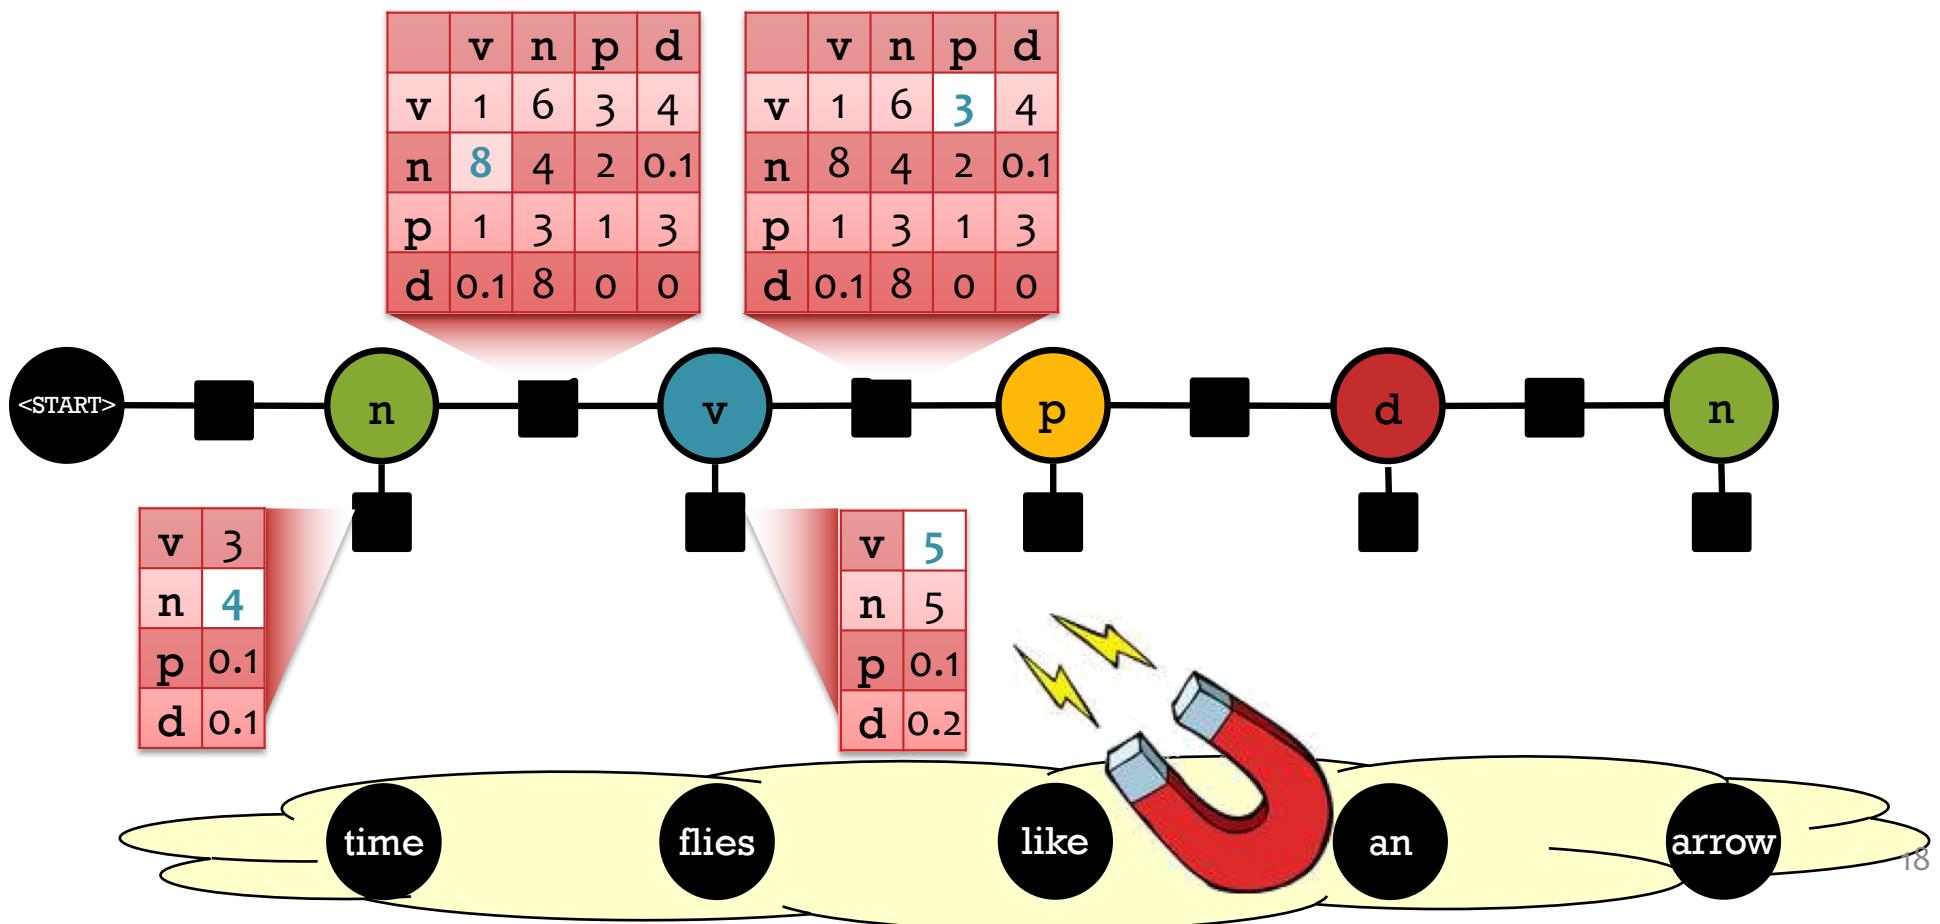 v n p d
v 1 6 3 4
n 8 4 2 0.1
p 1 3 1 3
d 0.1 8 0 0
v n p d
v 1 6 3 4
n 8 4 2 0.1
p 1 3 1 3
d 0.1 8 0 0
<START> n v p d n
v 3
n 4
p 0.1
d 0.1
v 5
n 5
p 0.1
d 0.2
time flies like an arrow
18